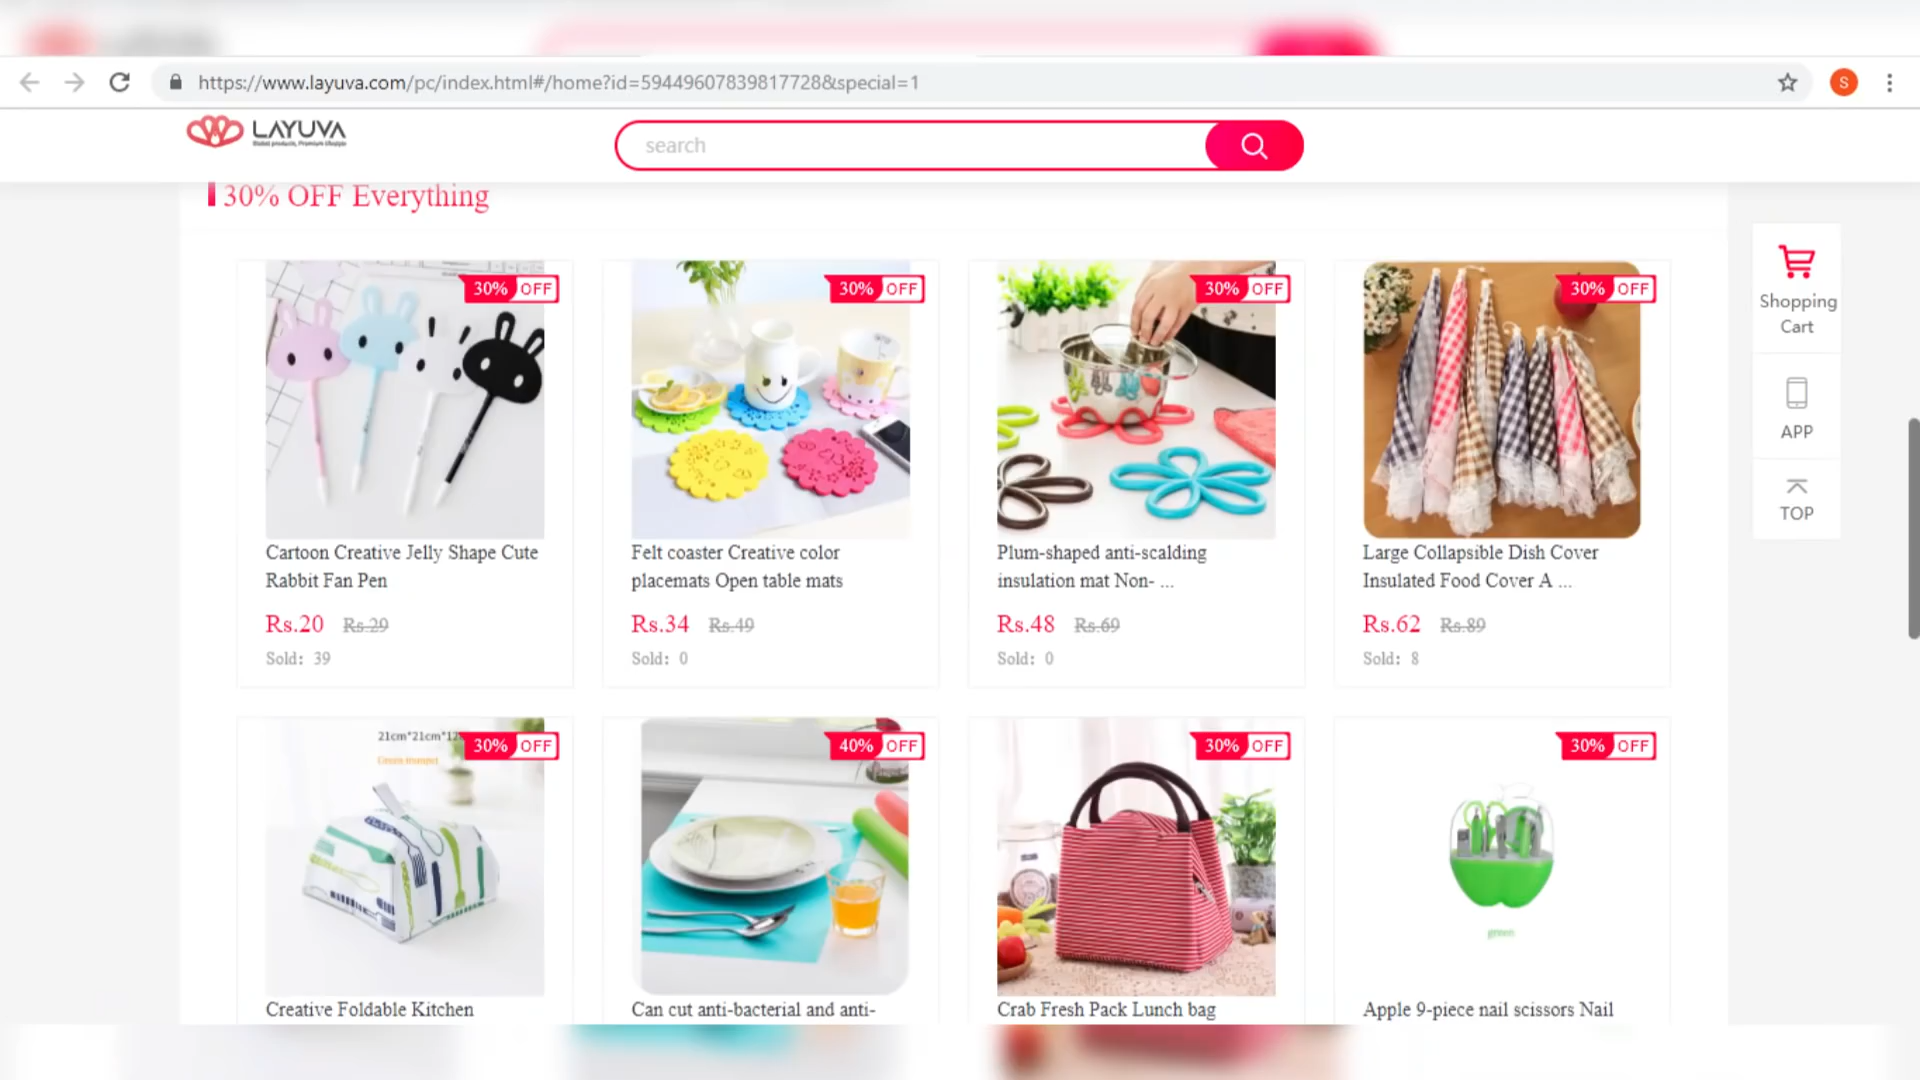 https://www.layuva.com/pc/index.html#/home?id=5944960783981772​8&special=1
S
LAYUVA
search
30% OFF Everything
30% OFF
30% OFF
30% OFF
30% OFF
Shopping
Cart
APP
TOP
Cartoon Creative Jelly Shape Cute
Rabbit Fan Pen
Rs.20 Rs.29
Sold: 39
Felt coaster Creative color
placemats Open table mats
Rs.34 Rs.49
Sold: 0
Plum-shaped anti-scalding
insulation mat Non- ...
Rs.48 Rs.69
Sold: 0
Large Collapsible Dish Cover
Insulated Food Cover A ...
Rs.62 Rs.89
Sold: 8
21cm*21cm*12
30% OFF
40% OFF
30% OFF
30% OFF
green
Creative Foldable Kitchen
Can cut anti-bacterial and anti-
Crab Fresh Pack Lunch bag
Apple 9-piece nail scissors Nail